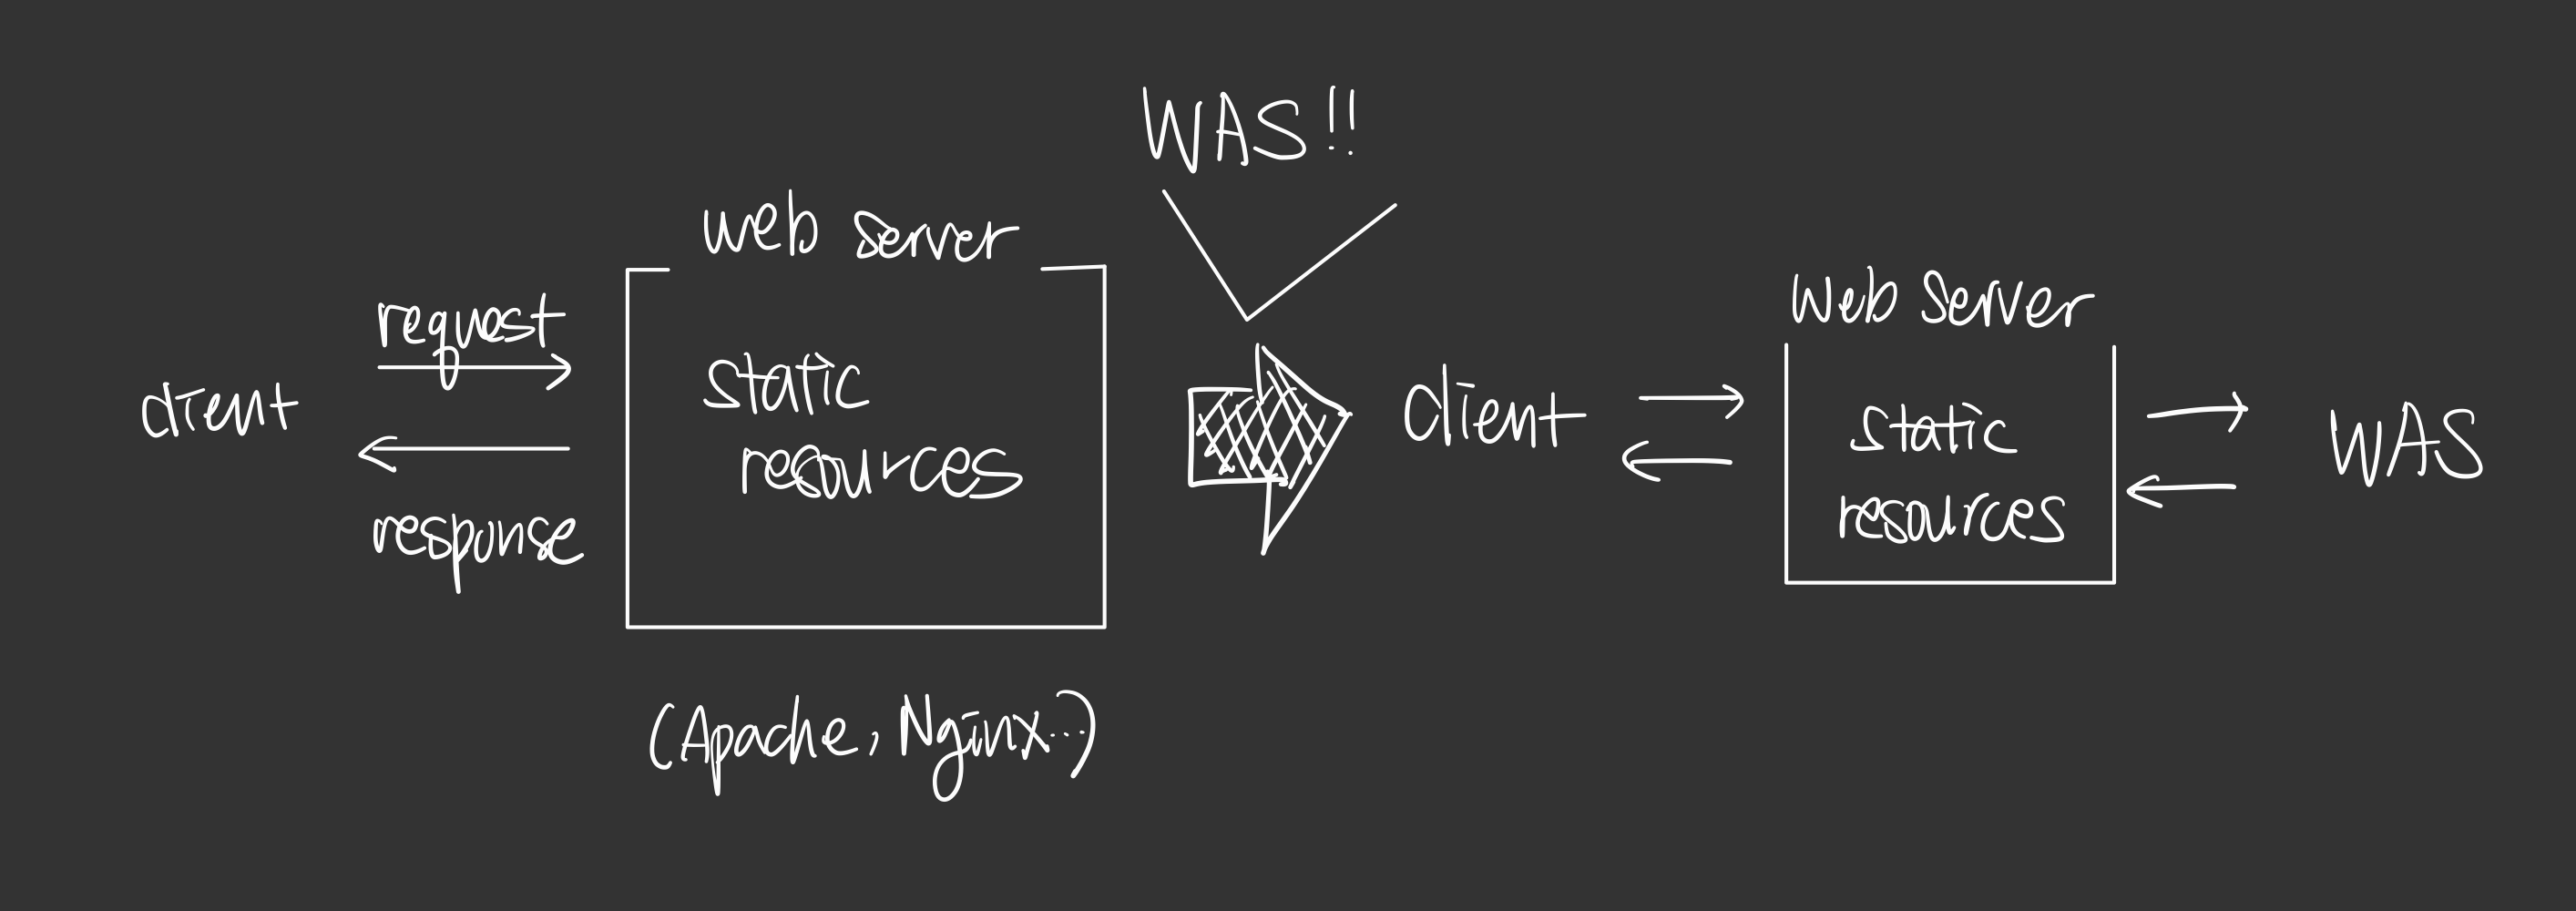 client
request
response
web server
static
resources
(Apache, Nginx...)
WAS!!
client
Web Server
static
resources
WAS